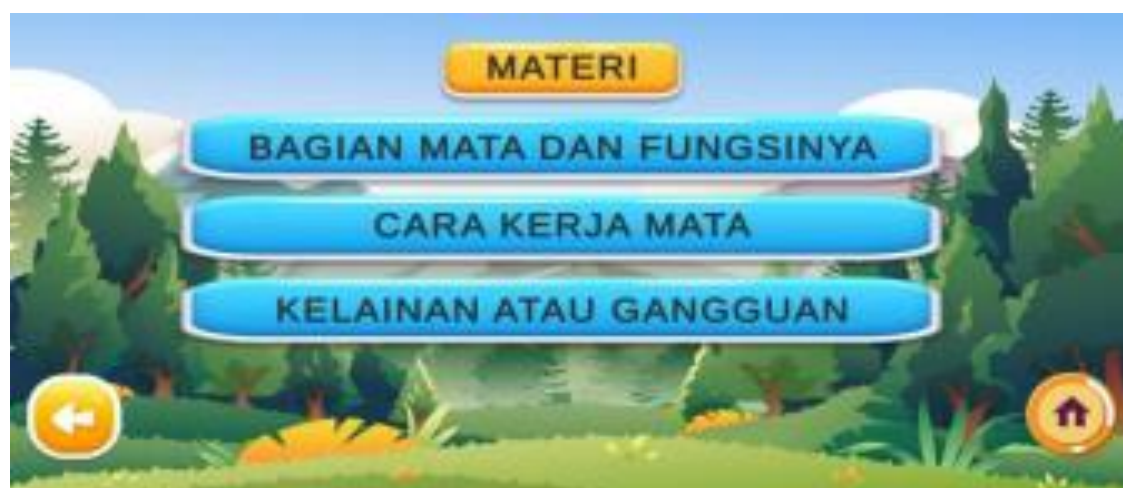 MATERI
BAGIAN MATA DAN FUNGSINYA
CARA KERJA MATA
KELAINAN ATAU GANGGUAN